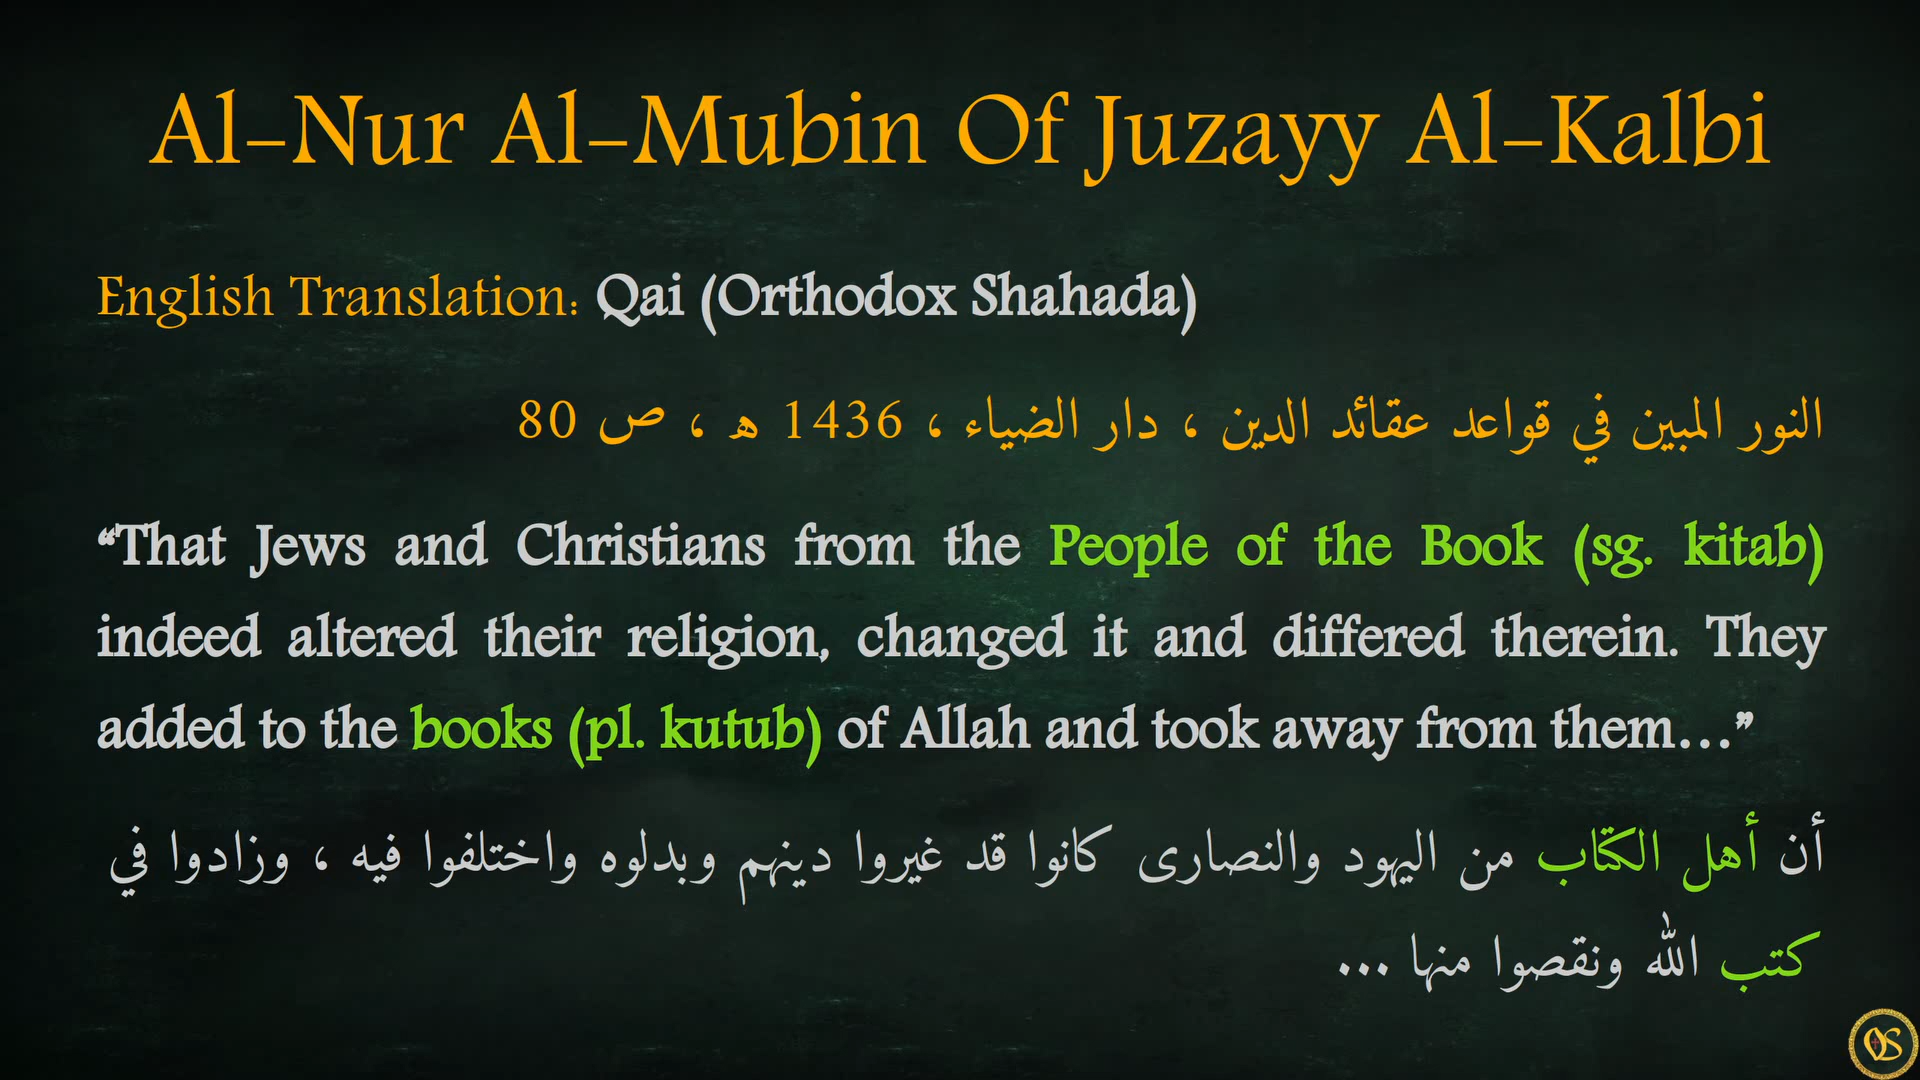 Al-Nur Al-Mubin Of Juzayy Al-Kalbi
English Translation: Qai (Orthodox Shahada)
النور المبين في قواعد عقائد الدين ، دار الضياء ، 1436 ه ، ص 80
“That Jews and Christians from the People of the Book (sg. kitab)
indeed altered their religion, changed it and differed therein. They
added to the books (pl. kutub) of Allah and took away from them…”
أن أهل الكتاب من اليهود والنصارى كانوا قد غيروا دينهم وبدلوه واختلفوا فيه ، وزادوا في
كتب الله ونقصوا منها ...
OS